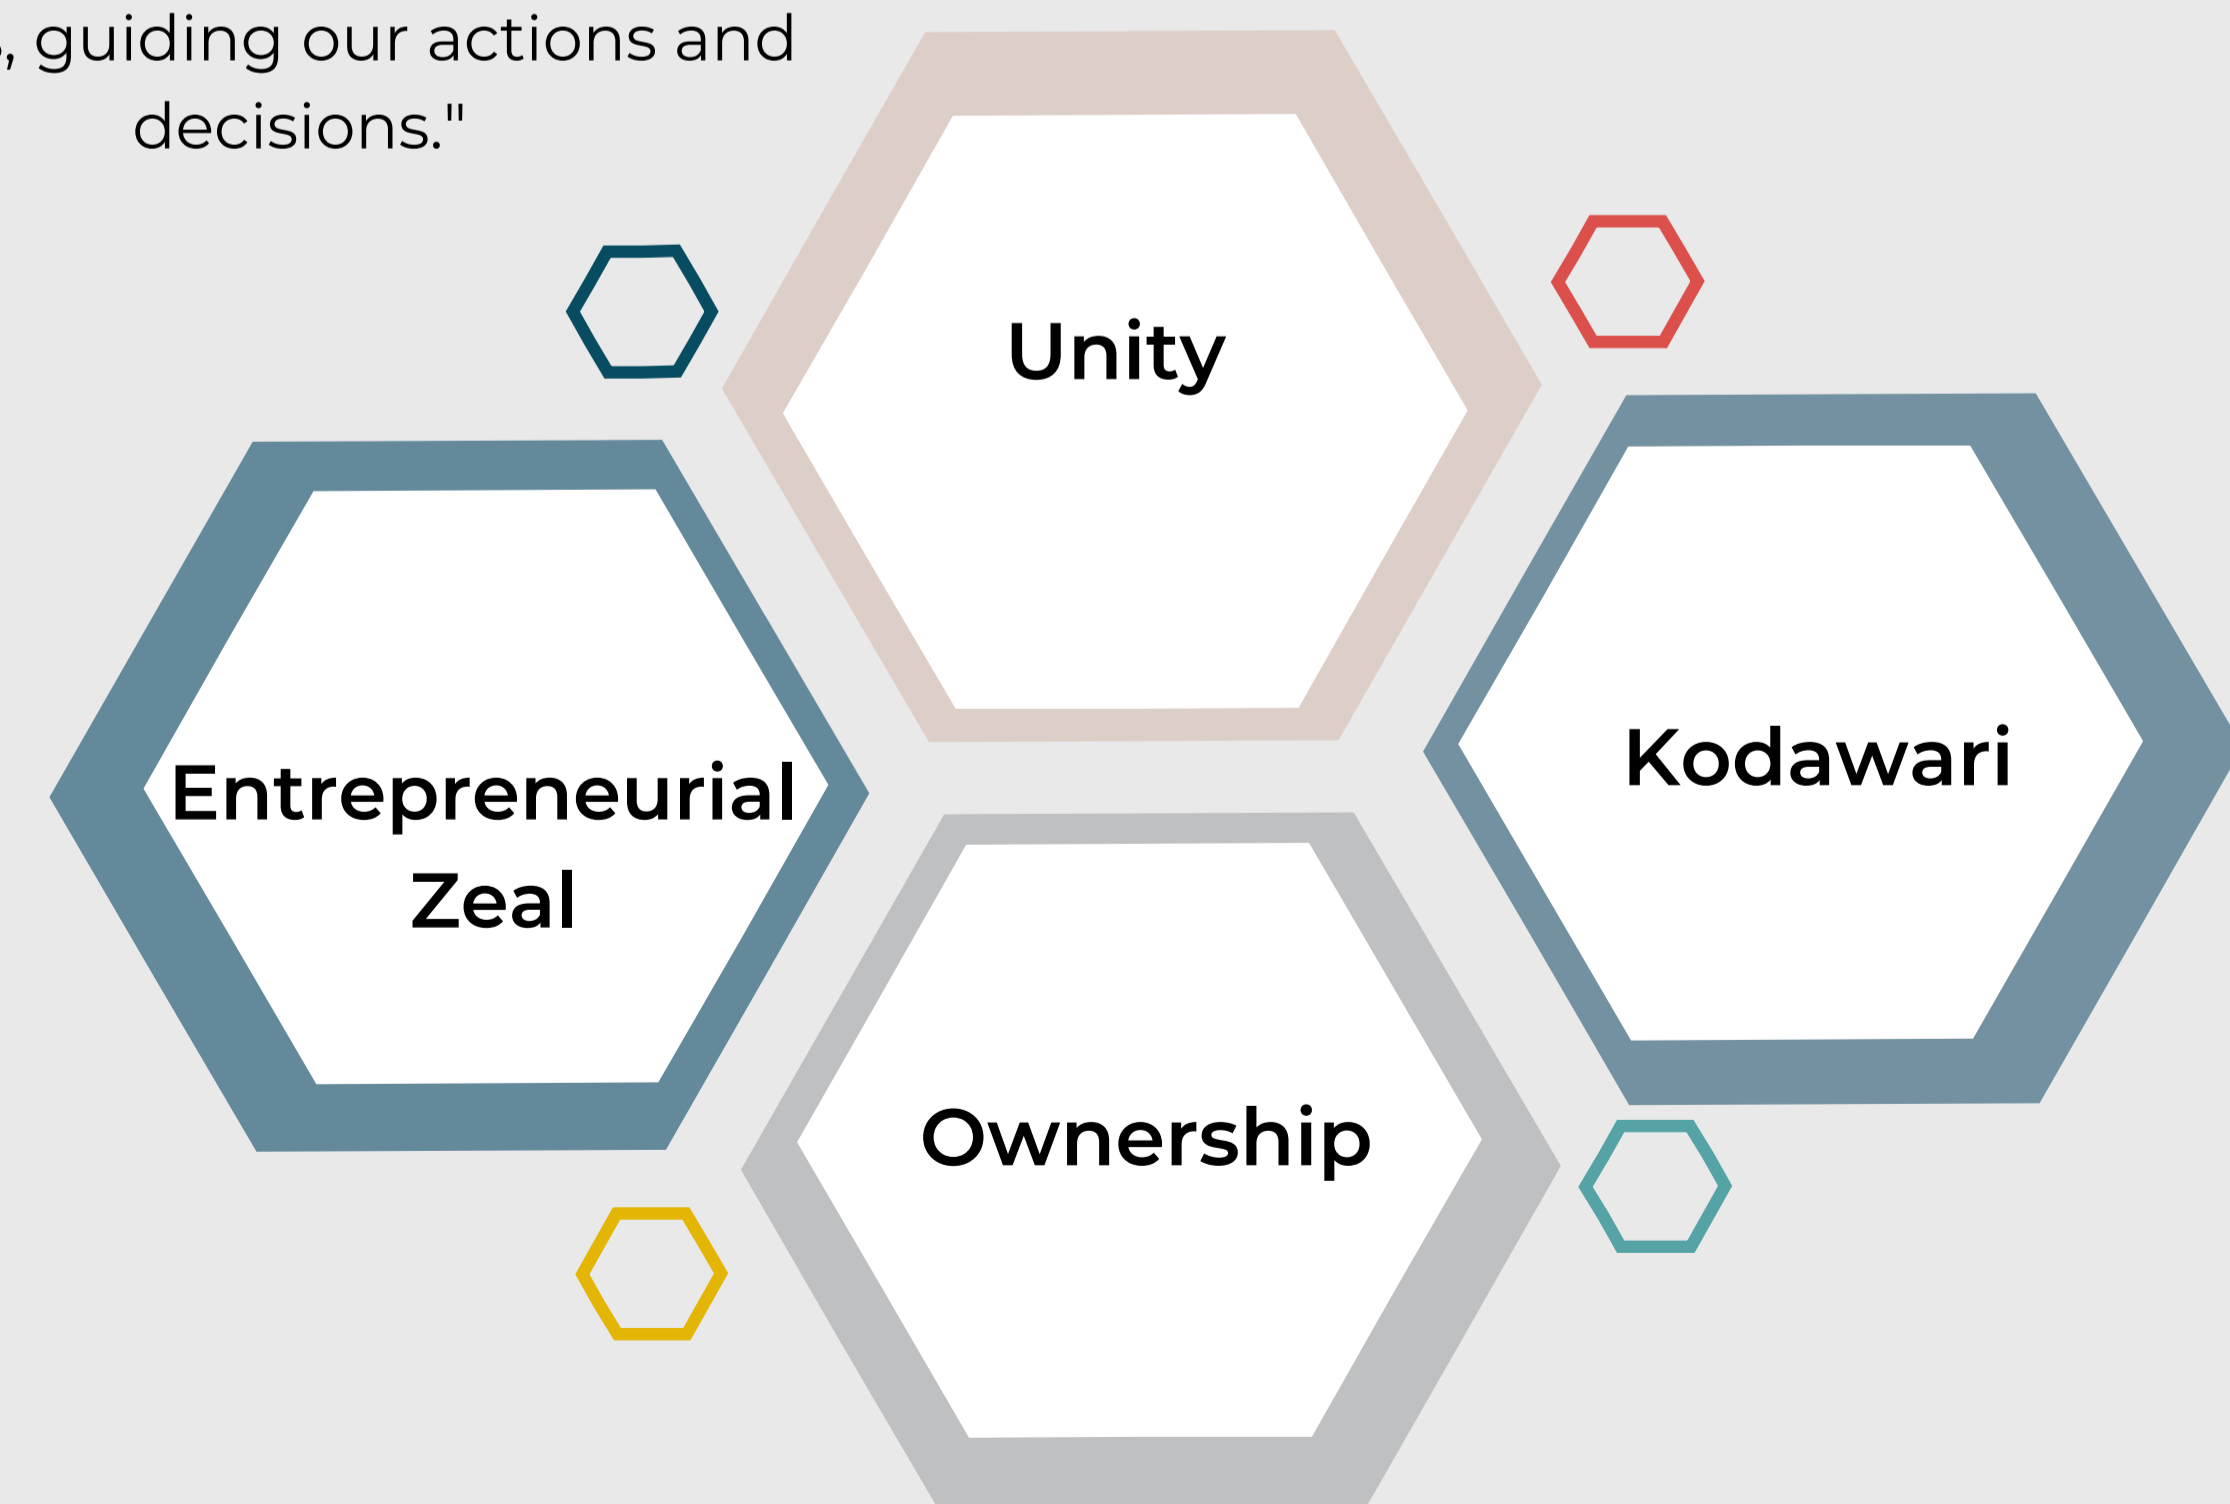 , guiding our actions and
decisions."
Unity
Kodawari
Entrepreneurial
Zeal
Ownership